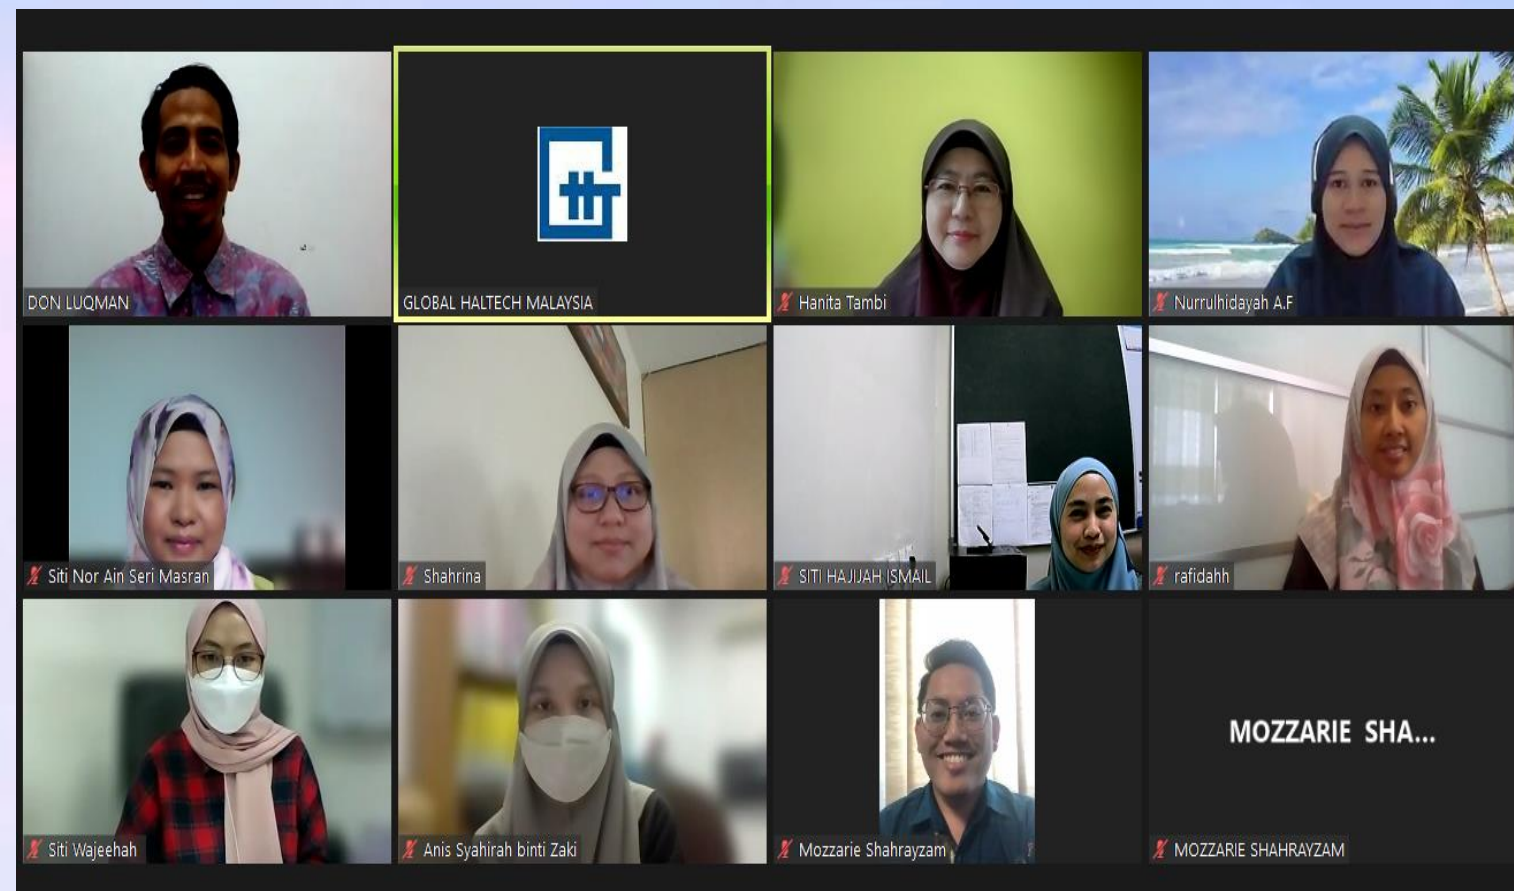 DON LUQMAN
GLOBAL HALTECH MALAYSIA
Hanita Tambi
Nurrulhidayah A.F
Siti Nor Ain Seri Masran
Shahrina
SITI HAJIJAH ISMAIL
rafidahh
Siti Wajeehah
Anis Syahirah binti Zaki
Mozzarie Shahrayzam
MOZZARIE SHA...
MOZZARIE SHAHRAYZAM